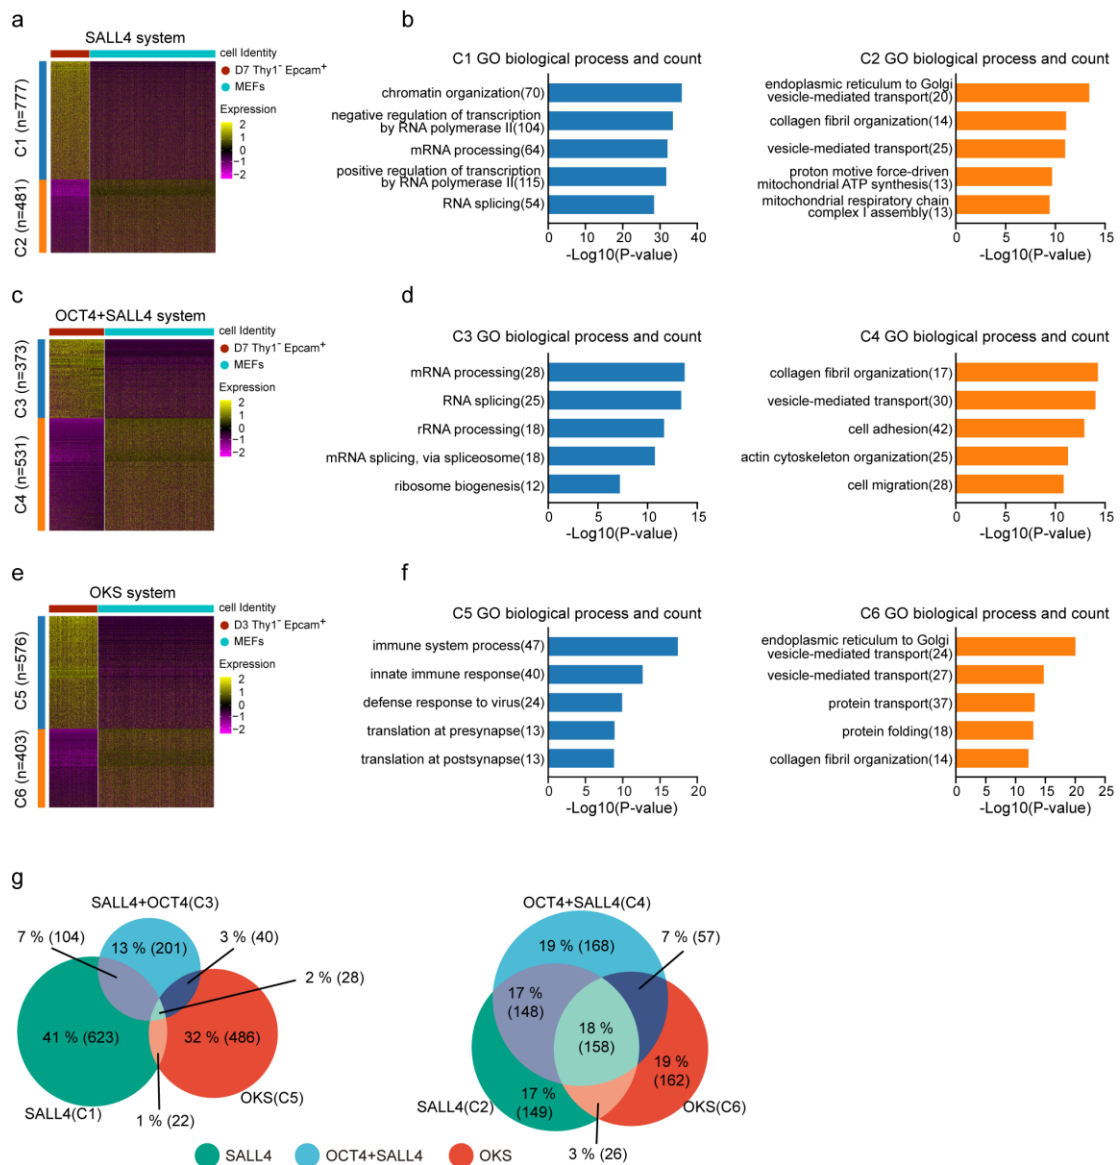 a
SALL4 system
cell Identity
D7 Thy1⁻ Epcam⁺
MEFs
Expression
2
1
0
−1
−2
C1 (n=777)
C2 (n=481)
b
C1 GO biological process and count
chromatin organization(70)
negative regulation of transcription
by RNA polymerase II(104)
mRNA processing(64)
positive regulation of transcription
by RNA polymerase II(115)
RNA splicing(54)
0 10 20 30 40
-Log10(P-value)
C2 GO biological process and count
endoplasmic reticulum to Golgi
vesicle-mediated transport(20)
collagen fibril organization(14)
vesicle-mediated transport(25)
proton motive force-driven
mitochondrial ATP synthesis(13)
mitochondrial respiratory chain
complex I assembly(13)
0 5 10 15
-Log10(P-value)
c
OCT4+SALL4 system
cell Identity
D7 Thy1⁻ Epcam⁺
MEFs
Expression
2
1
0
−1
−2
C3 (n=373)
C4 (n=531)
d
C3 GO biological process and count
mRNA processing(28)
RNA splicing(25)
rRNA processing(18)
mRNA splicing, via spliceosome(18)
ribosome biogenesis(12)
0 5 10 15
-Log10(P-value)
C4 GO biological process and count
collagen fibril organization(17)
vesicle-mediated transport(30)
cell adhesion(42)
actin cytoskeleton organization(25)
cell migration(28)
0 5 10 15
-Log10(P-value)
e
OKS system
cell Identity
D3 Thy1⁻ Epcam⁺
MEFs
Expression
2
1
0
−1
−2
C5 (n=576)
C6 (n=403)
f
C5 GO biological process and count
immune system process(47)
innate immune response(40)
defense response to virus(24)
translation at presynapse(13)
translation at postsynapse(13)
0 5 10 15 20
-Log10(P-value)
C6 GO biological process and count
endoplasmic reticulum to Golgi
vesicle-mediated transport(24)
vesicle-mediated transport(27)
protein transport(37)
protein folding(18)
collagen fibril organization(14)
0 5 10 15 20 25
-Log10(P-value)
g
SALL4+OCT4(C3)
7 % (104)
13 % (201)
3 % (40)
2 % (28)
41 % (623)
32 % (486)
SALL4(C1)
OKS(C5)
1 % (22)
OCT4+SALL4(C4)
19 % (168)
7 % (57)
17 %
(148)
18 %
(158)
19 %
(162)
17 %
(149)
SALL4(C2)
OKS(C6)
3 % (26)
SALL4
OCT4+SALL4
OKS